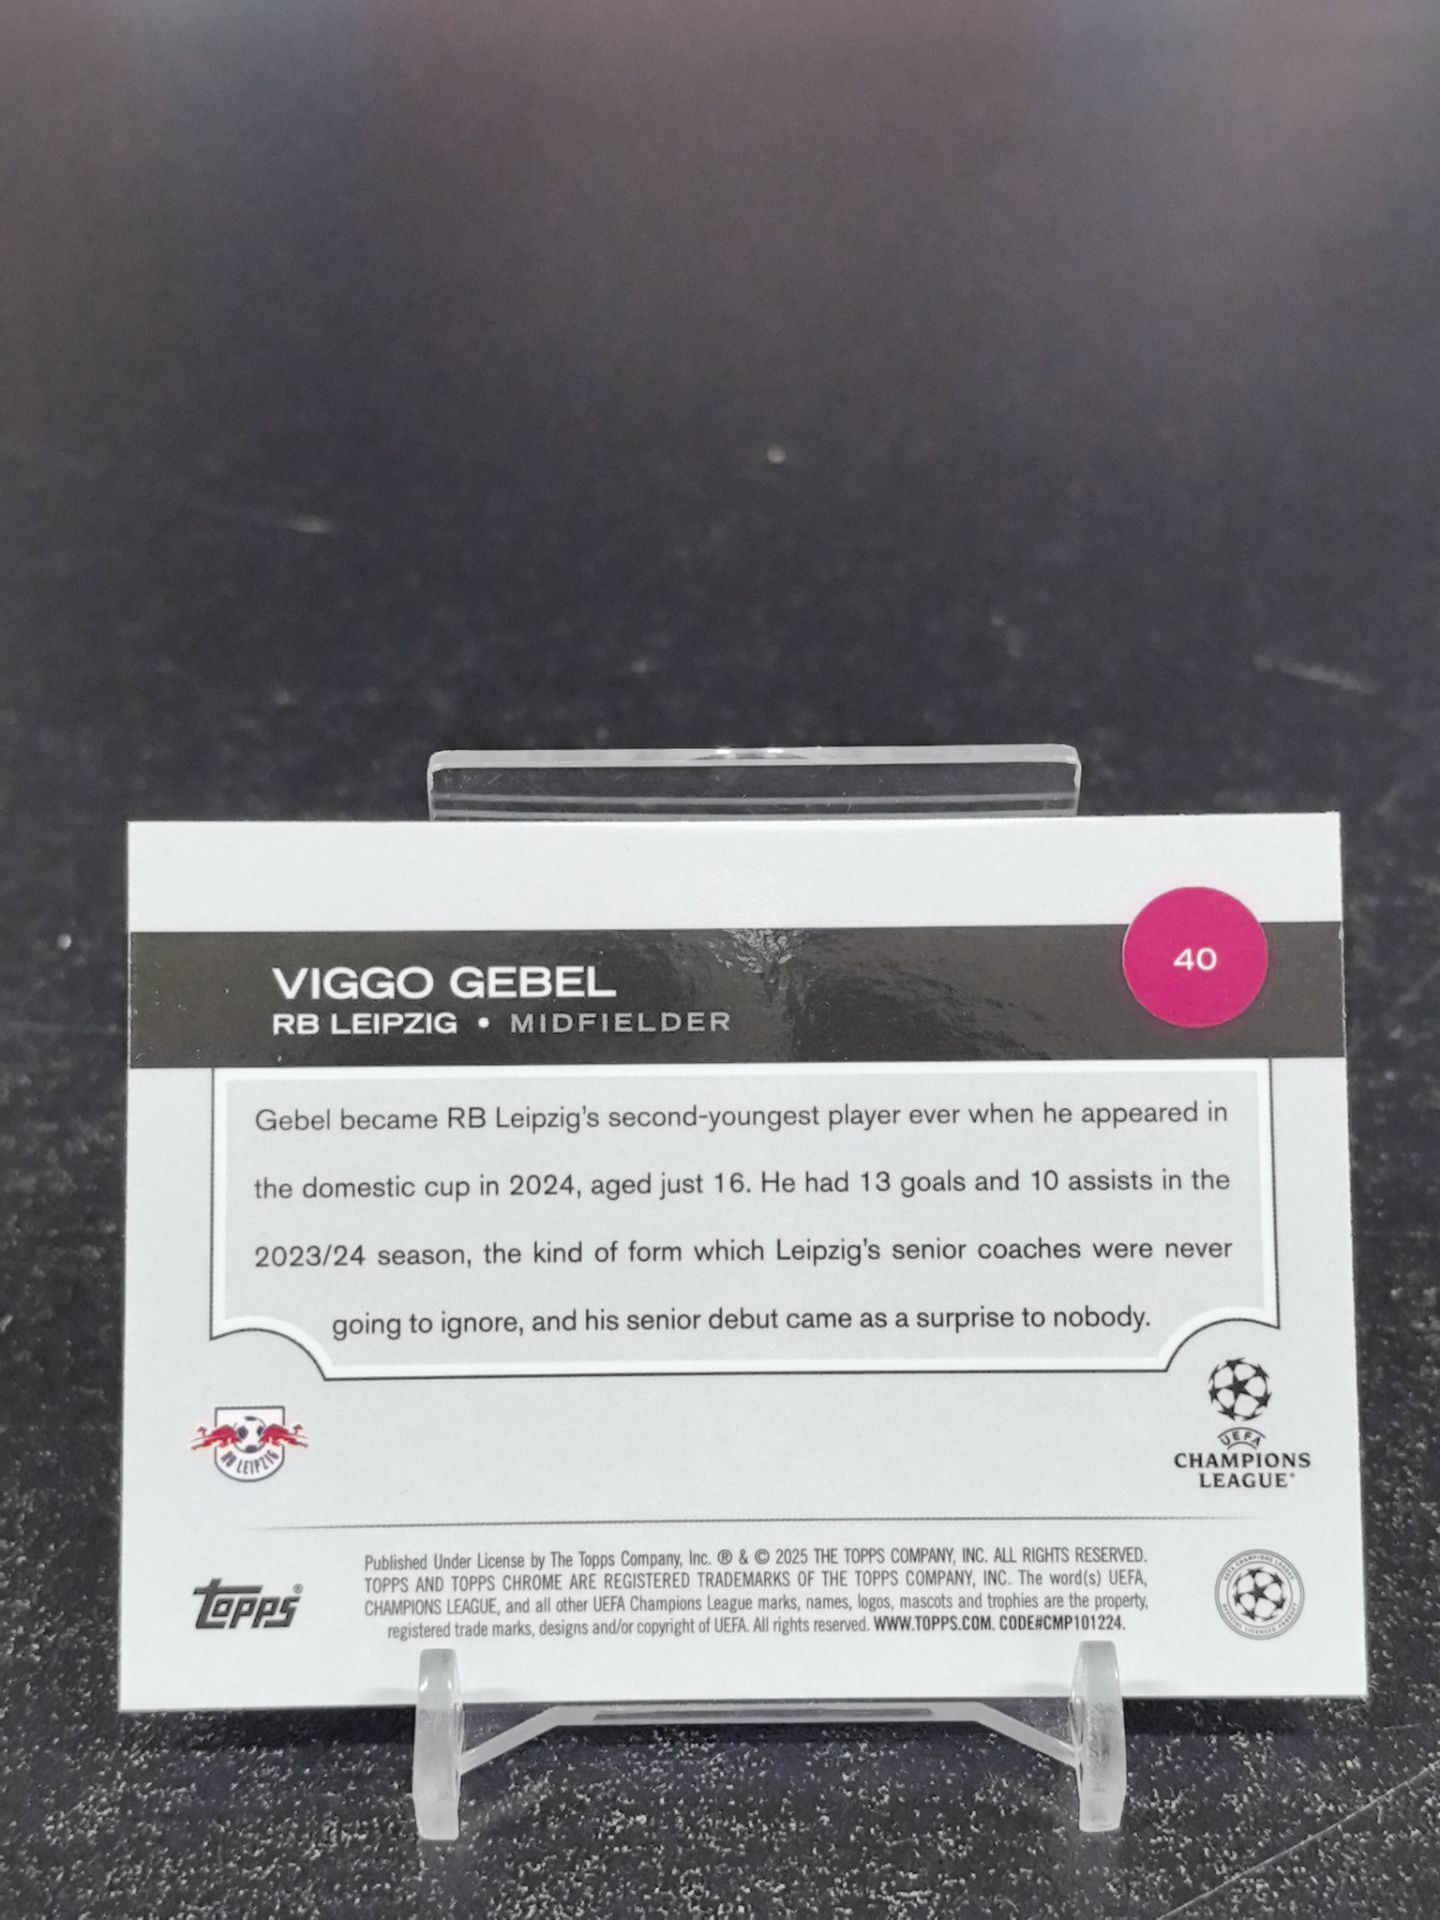 40
VIGGO GEBEL
RB LEIPZIG • MIDFIELDER
Gebel became RB Leipzig's second-youngest player ever when he appeared in
the domestic cup in 2024, aged just 16. He had 13 goals and 10 assists in the
2023/24 season, the kind of form which Leipzig's senior coaches were never
going to ignore, and his senior debut came as a surprise to nobody.
RB LEIPZIG
UEFA
CHAMPIONS
LEAGUE®
Topps®
Published Under License by The Topps Company, Inc. ® & © 2025 THE TOPPS COMPANY, INC. ALL RIGHTS RESERVED.
TOPPS AND TOPPS CHROME ARE REGISTERED TRADEMARKS OF THE TOPPS COMPANY, INC. The word(s) UEFA,
CHAMPIONS LEAGUE, and all other UEFA Champions League marks, names, logos, mascots and trophies are the property,
registered trade marks, designs and/or copyright of UEFA. All rights reserved. WWW.TOPPS.COM. CODE#CMP101224.
UEFA CHAMPIONS LEAGUE
OFFICIAL LICENSED PRODUCT